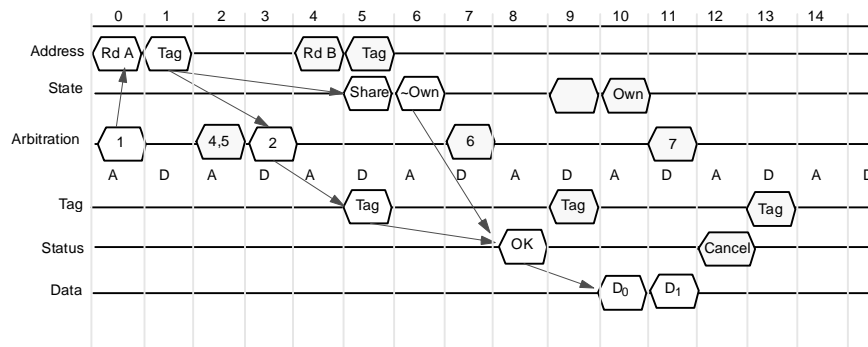 0 1 2 3 4 5 6 7 8 9 10 11 12 13 14
Address Rd A Tag Rd B Tag
State Share ~Own Own
Arbitration 1 4,5 2 6 7
A D A D A D A D A D A D A D A D
Tag Tag Tag Tag
Status OK Cancel
Data D0 D1